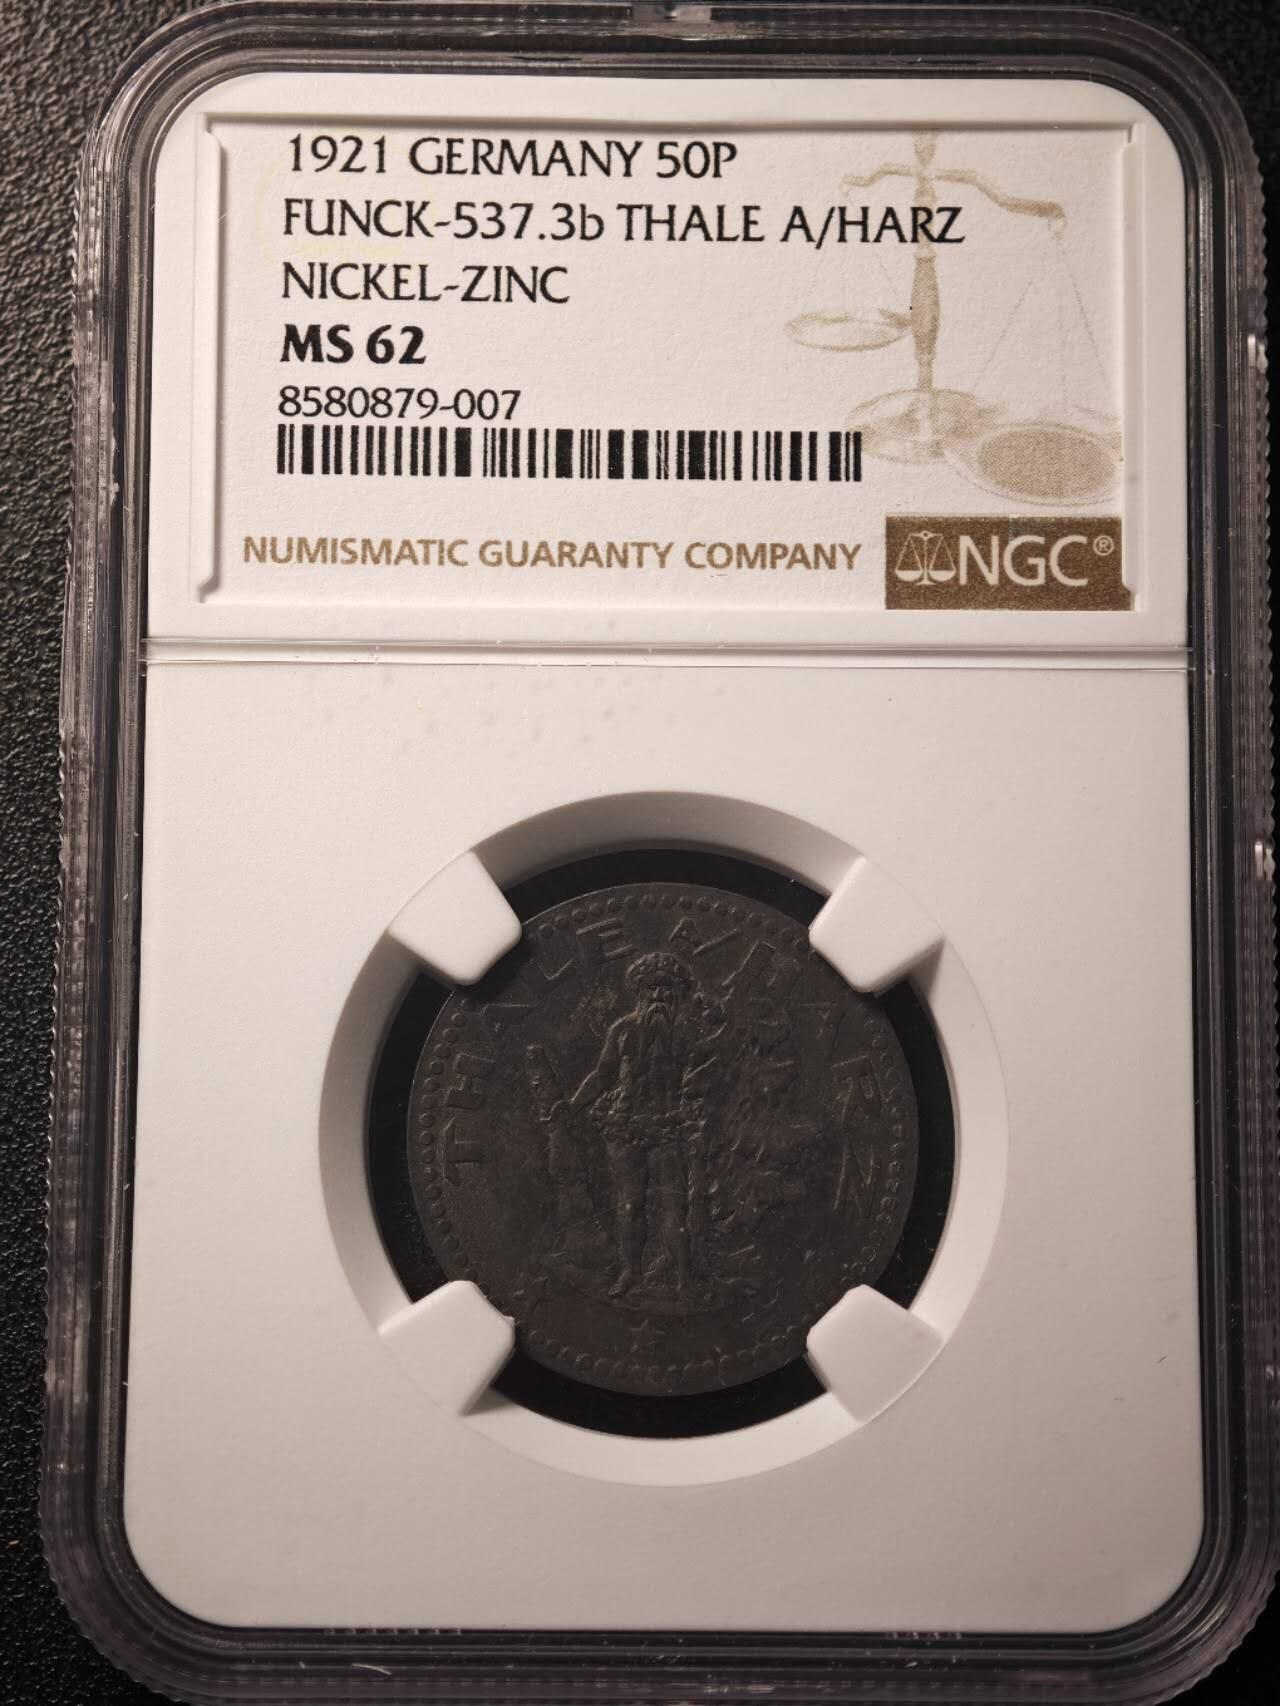 1921 GERMANY 50P
FUNCK-537.3b THALE A/HARZ
NICKEL-ZINC
MS 62
8580879-007
NUMISMATIC GUARANTY COMPANY
NGC®
THALE A/HARZ